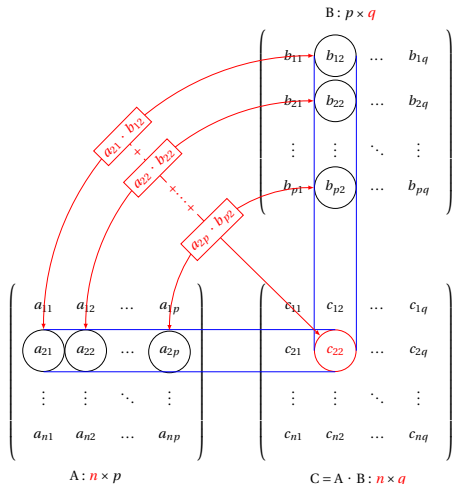 B: p × q
b₁₁ b₁₂ … b₁q
b₂₁ b₂₂ … b₂q
⋮ ⋮ ⋱ ⋮
bₚ₁ bₚ₂ … bₚq
a₂₁ · b₁₂
+
a₂₂ · b₂₂
+ ⋯ +
a₂ₚ · bₚ₂
a₁₁ a₁₂ … a₁ₚ
a₂₁ a₂₂ … a₂ₚ
⋮ ⋮ ⋱ ⋮
aₙ₁ aₙ₂ … aₙₚ
A: n × p
c₁₁ c₁₂ … c₁q
c₂₁ c₂₂ … c₂q
⋮ ⋮ ⋱ ⋮
cₙ₁ cₙ₂ … cₙq
C = A · B: n × q